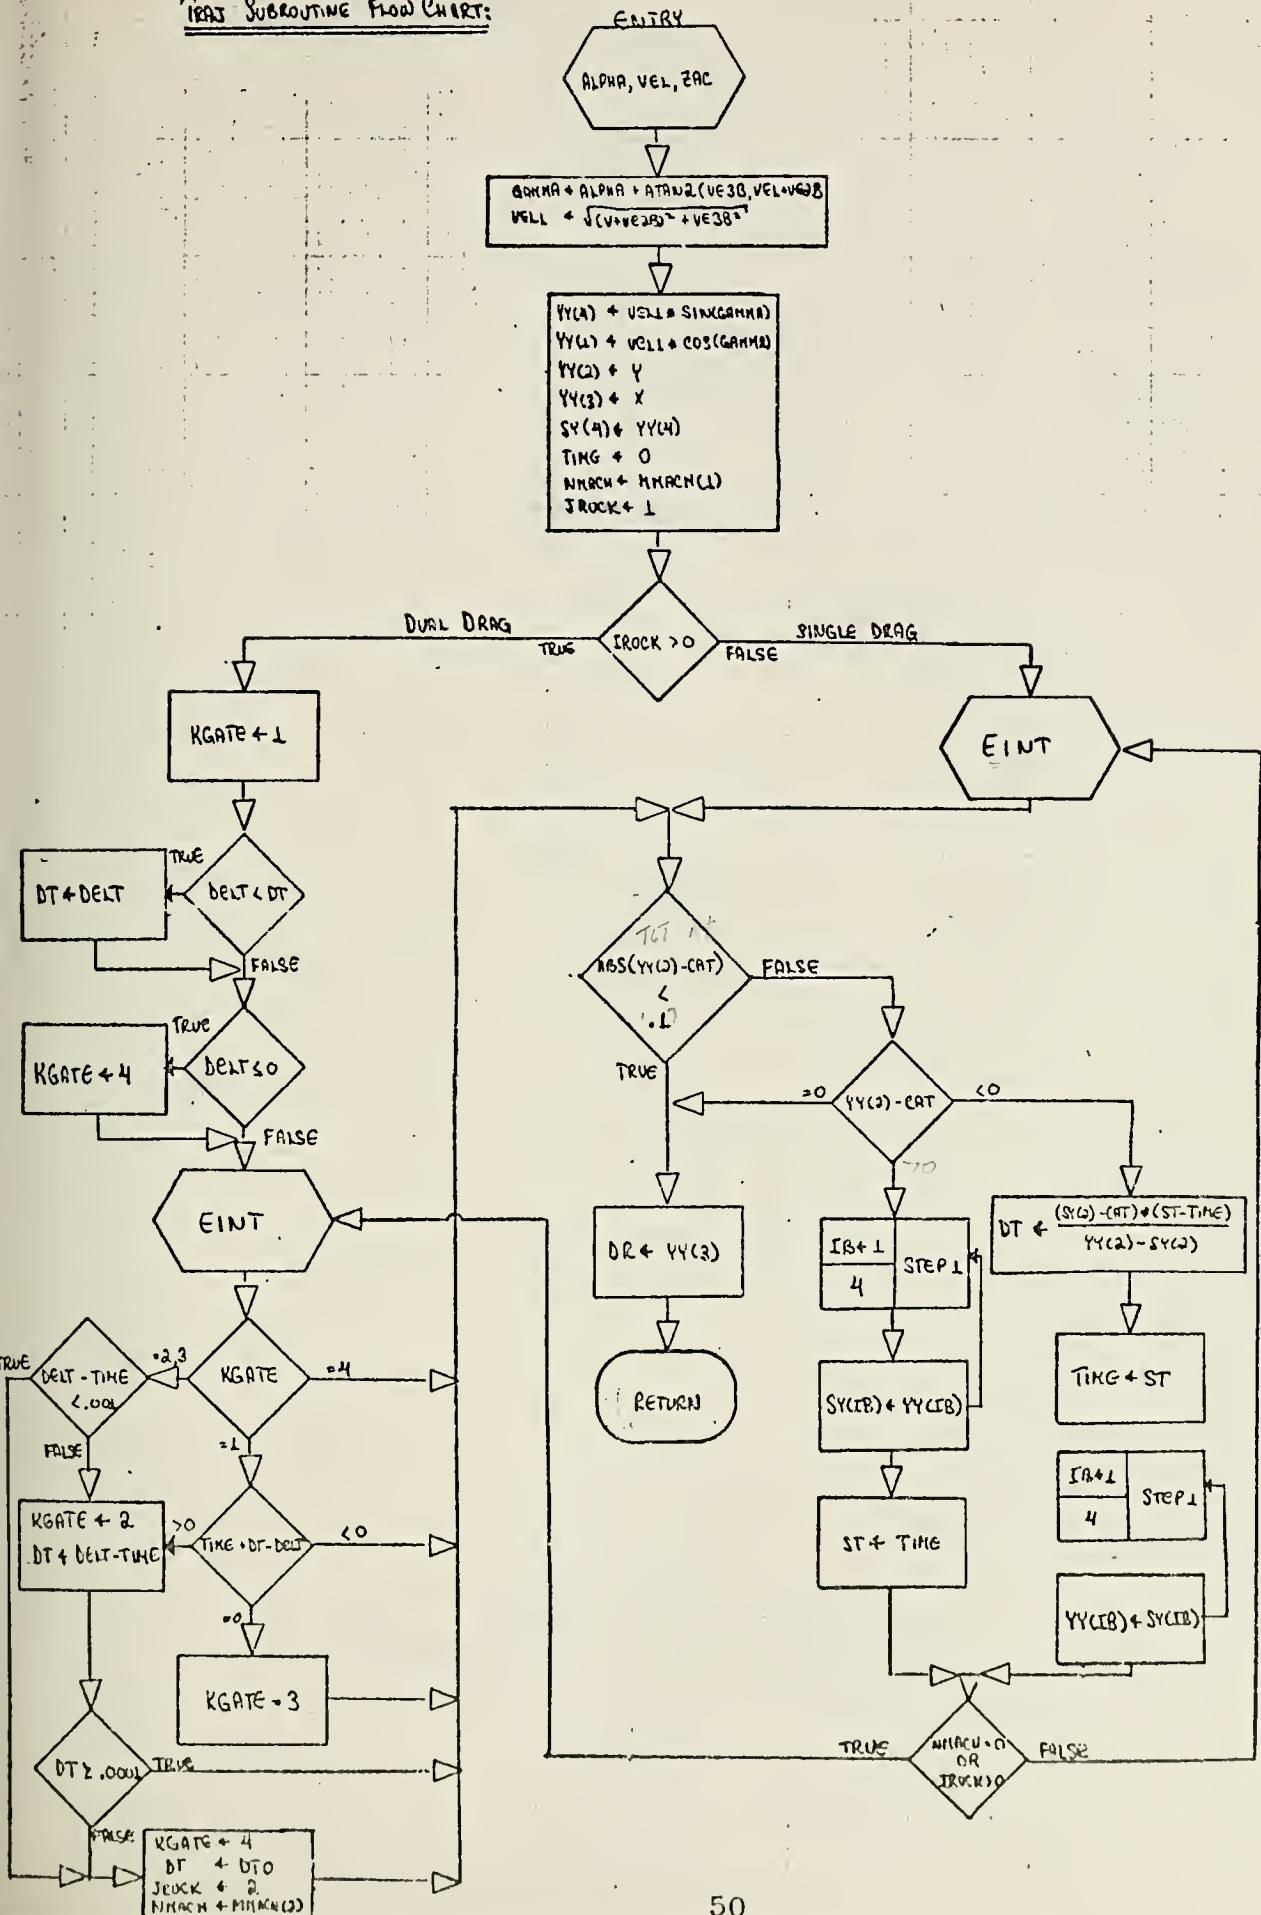 TRAJ SUBROUTINE FLOW CHART:
ENTRY
ALPHA, VEL, ZAC
GAMMA ← ALPHA + ATAN2(VE3B, VEL+VE2B
VELL ← √(V+VE2B)² + VE3B²
YY(4) ← VELL * SIN(GAMMA)
YY(1) ← VELL * COS(GAMMA)
YY(2) ← Y
YY(3) ← X
SY(4) ← YY(4)
TIME ← 0
NMACH ← MMACH(1)
JROCK ← 1
DUAL DRAG
TRUE
IROCK > 0
SINGLE DRAG
FALSE
KGATE ← 1
EINT
TRUE
DT ← DELT
DELT < DT
FALSE
ABS(YY(2)-CAT)
<
.1
FALSE
TRUE
TRUE
KGATE ← 4
DELT ≤ 0
FALSE
=0
YY(2)-CAT
<0
>0
EINT
DR ← YY(3)
IB ← 1
4
STEP 1
DT ← (SY(2)-CAT)*(ST-TIME)
YY(2)-SY(2)
TRUE
DELT-TIME
<.001
=2,3
KGATE
=4
RETURN
SY(IB) ← YY(IB)
TIME ← ST
FALSE
=1
IB ← 1
4
STEP 1
KGATE ← 2
DT ← DELT-TIME
>0
TIME+DT-DELT
<0
ST ← TIME
=0
YY(IB) ← SY(IB)
KGATE = 3
TRUE
NMACH=0
OR
IROCK>0
FALSE
DT ≥ .0001
TRUE
FALSE
KGATE ← 4
DT ← DT0
JROCK ← 2
NMACH ← MMACH(2)
50